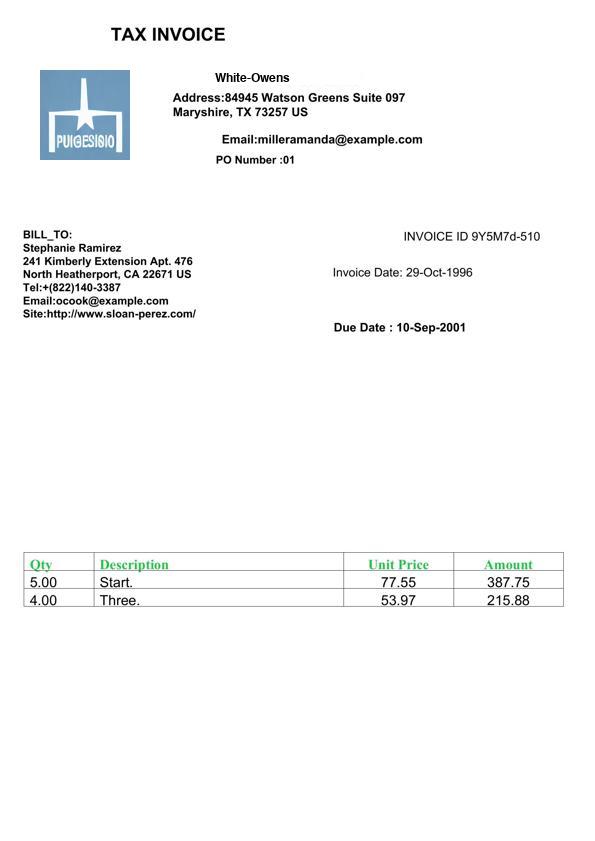 TAX INVOICE
PUIGESIBIO
White-Owens
Address:84945 Watson Greens Suite 097
Maryshire, TX 73257 US
Email:milleramanda@example.com
PO Number :01
BILL_TO:
Stephanie Ramirez
241 Kimberly Extension Apt. 476
North Heatherport, CA 22671 US
Tel:+(822)140-3387
Email:ocook@example.com
Site:http://www.sloan-perez.com/
INVOICE ID 9Y5M7d-510
Invoice Date: 29-Oct-1996
Due Date : 10-Sep-2001
Qty Description Unit Price Amount
5.00 Start. 77.55 387.75
4.00 Three. 53.97 215.88